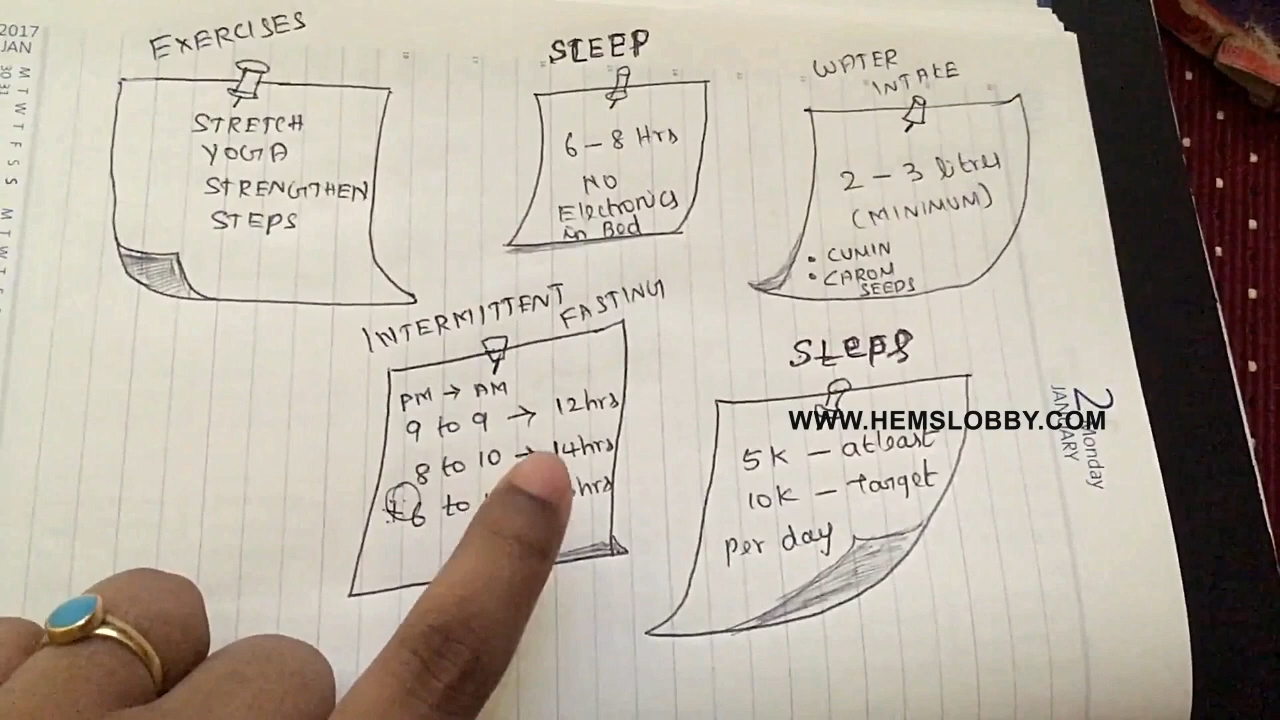 2017
JAN
30 31
M T W T F S S M T W T F
EXERCISES
STRETCH
YOGA
STRENGTHEN
STEPS
SLEEP
6 – 8 Hrs
NO
Electronics
in Bed
WATER
INTAKE
2 – 3 litres
(MINIMUM)
• CUMIN
• CAROM
SEEDS
INTERMITTENT
FASTING
PM → AM
9 to 9 → 12hrs
8 to 10 → 14hrs
6 to
hrs
STEPS
WWW.HEMSLOBBY.COM
5K – atleast
10K – target
per day
2 Monday
JANUARY